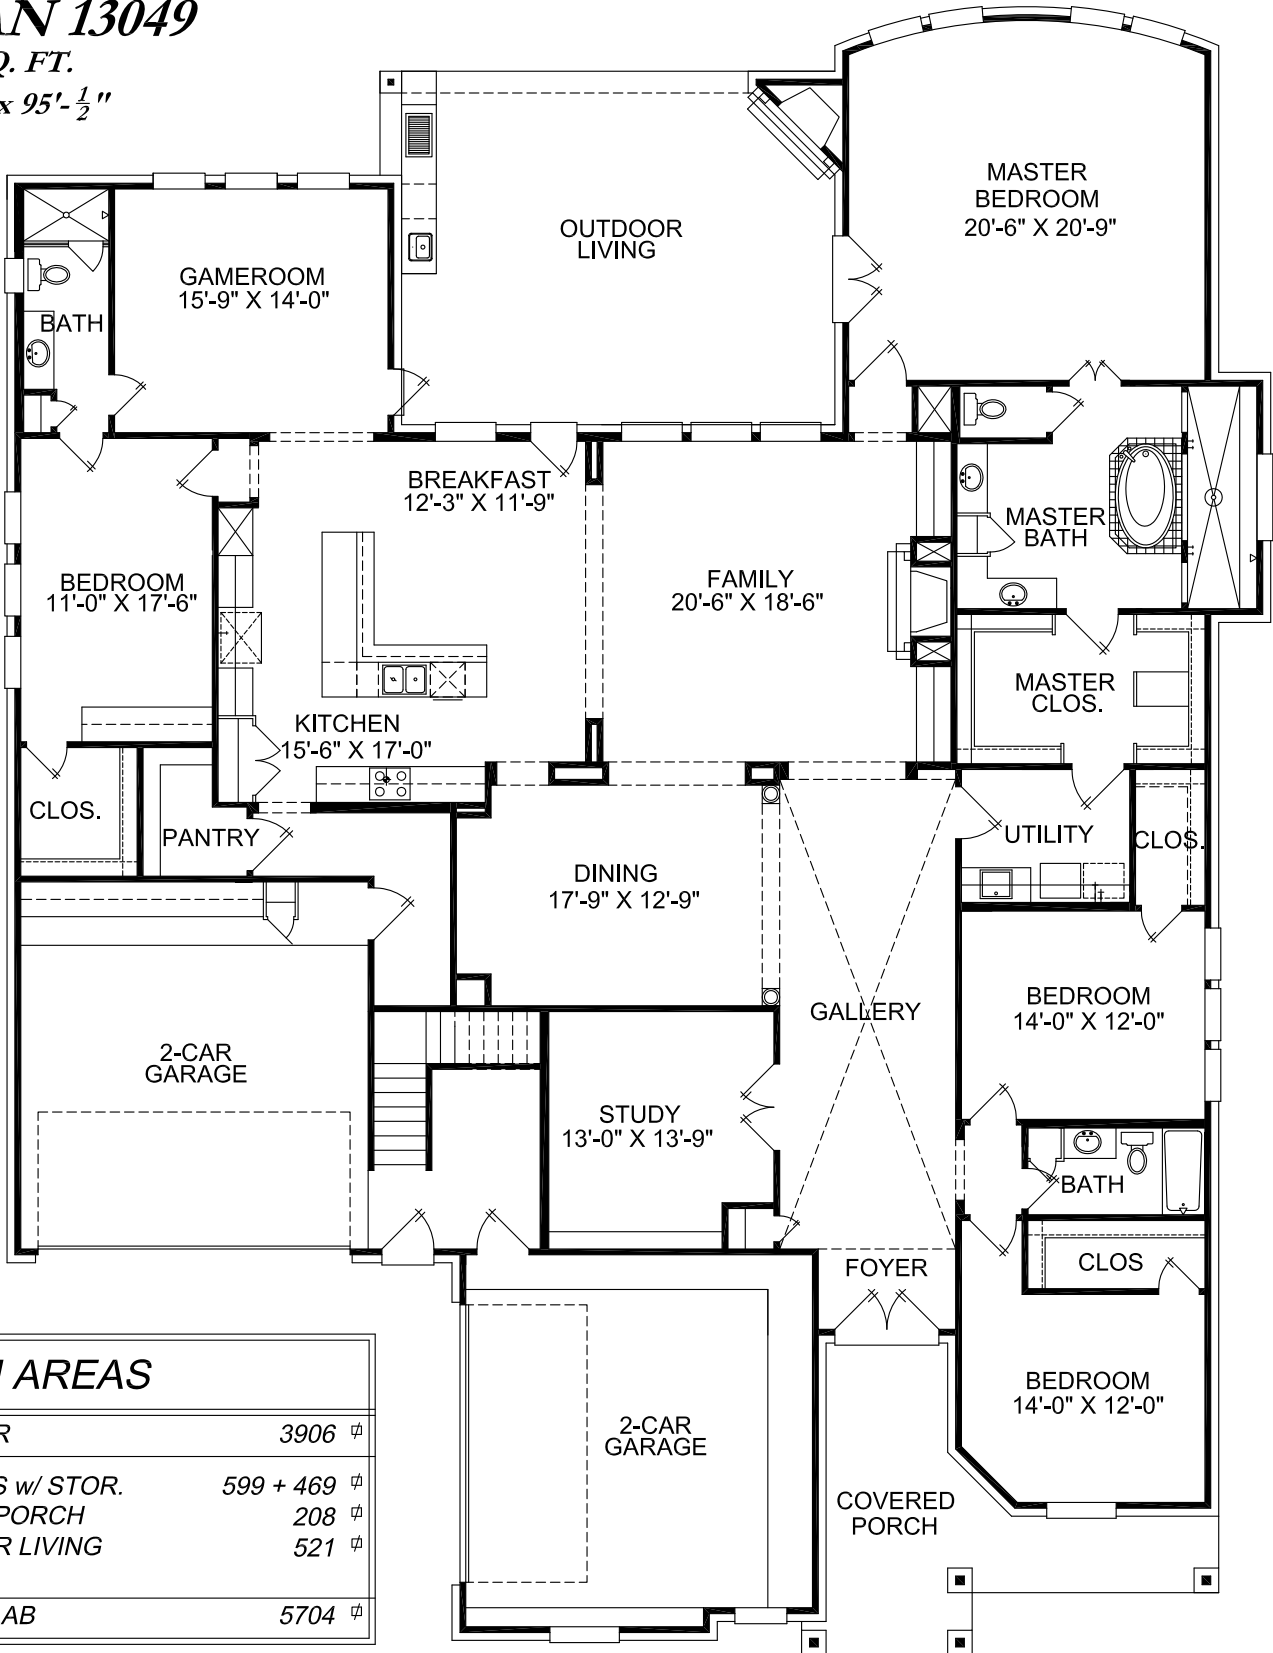 AN 13049
Q. FT.
x 95'-½"
MASTER
BEDROOM
20'-6" X 20'-9"
OUTDOOR
LIVING
GAMEROOM
15'-9" X 14'-0"
BATH
BREAKFAST
12'-3" X 11'-9"
MASTER
BATH
BEDROOM
11'-0" X 17'-6"
FAMILY
20'-6" X 18'-6"
MASTER
CLOS.
KITCHEN
15'-6" X 17'-0"
CLOS.
PANTRY
UTILITY
CLOS.
DINING
17'-9" X 12'-9"
BEDROOM
14'-0" X 12'-0"
GALLERY
2-CAR
GARAGE
STUDY
13'-0" X 13'-9"
BATH
FOYER
CLOS
BEDROOM
14'-0" X 12'-0"
2-CAR
GARAGE
COVERED
PORCH
AREAS
R 3906
S w/ STOR. 599 + 469
PORCH 208
R LIVING 521
AB 5704